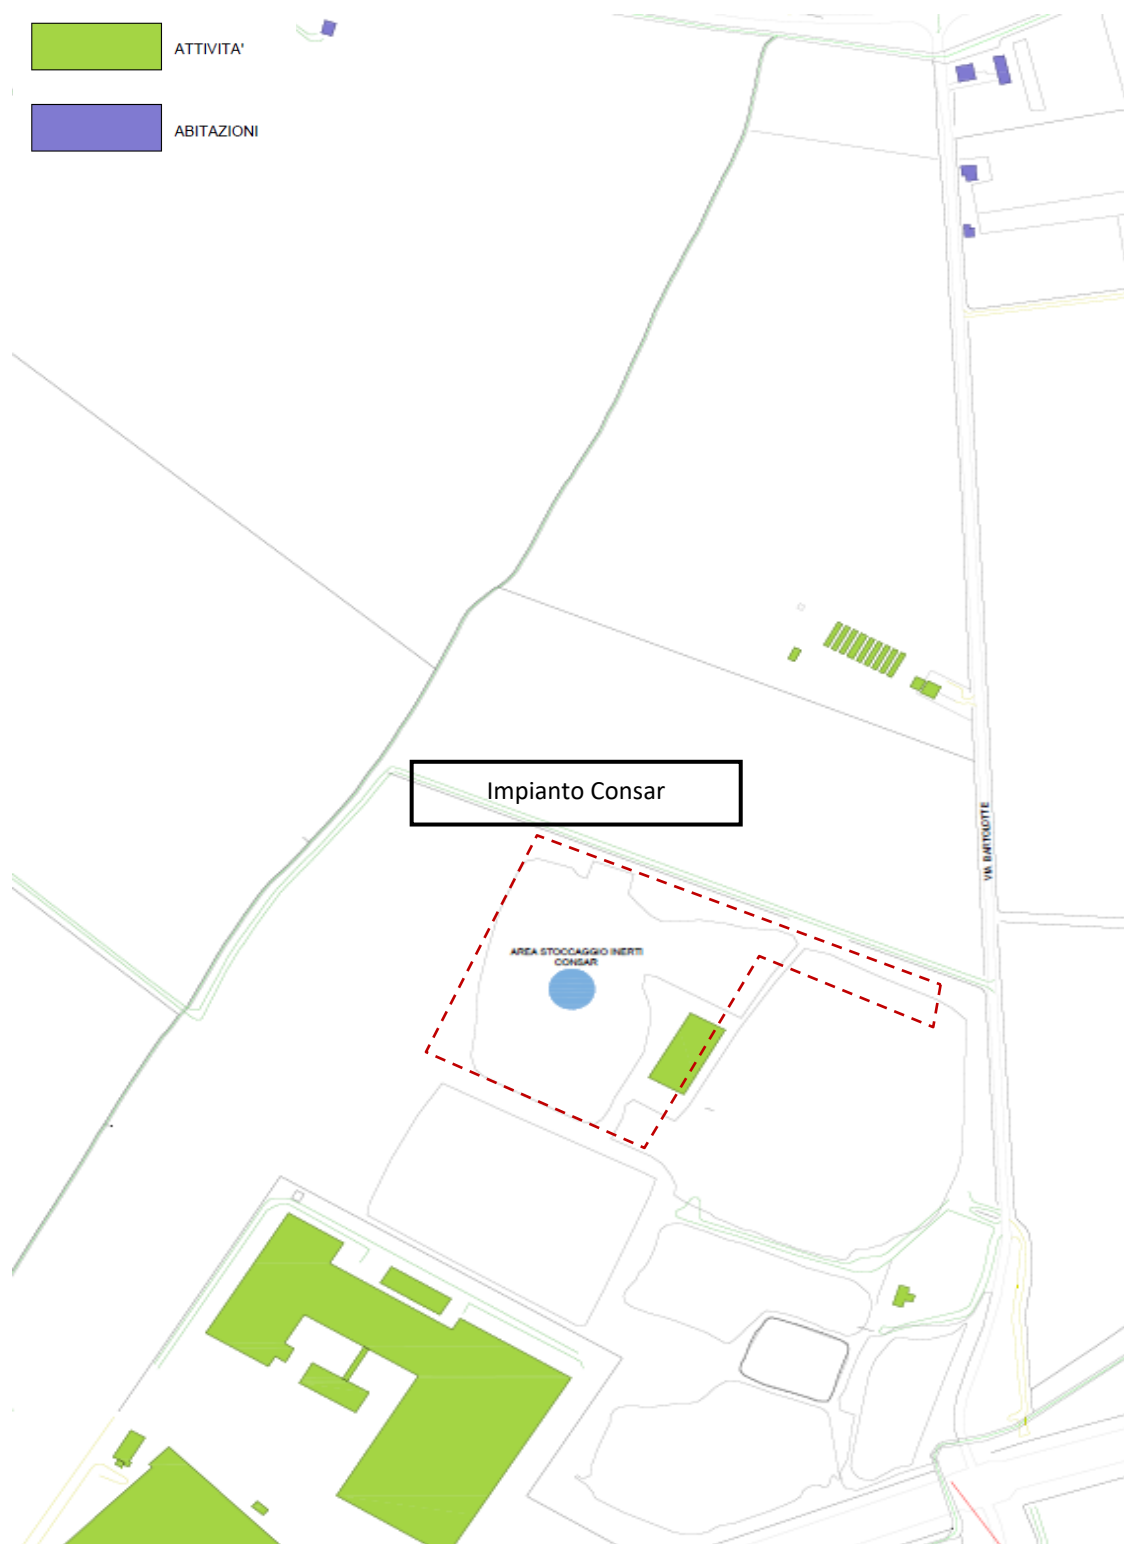 ATTIVITA'
ABITAZIONI
Impianto Consar
VIA BARTOLOTTE
AREA STOCCAGGIO INERTI
CONSAR